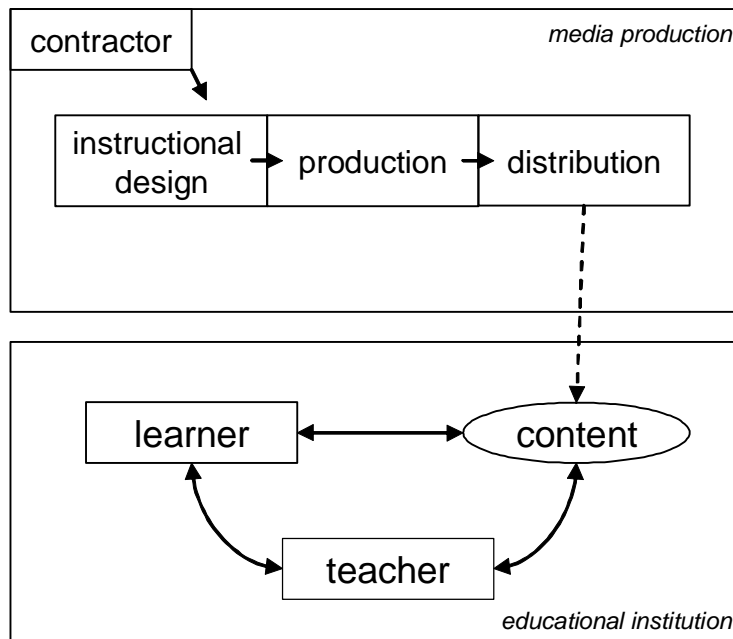 contractor
media production
instructional
design
production
distribution
learner
content
teacher
educational institution